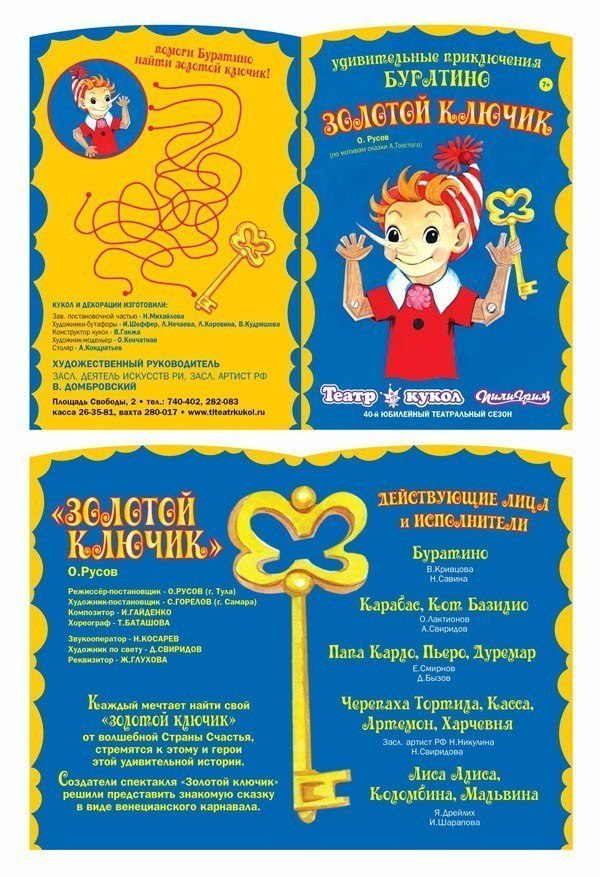 помоги Буратино
найти золотой ключик!
КУКОЛ И ДЕКОРАЦИИ ИЗГОТОВИЛИ:
Зав. постановочной частью - Н.Михайлова
Художники-бутафоры - И.Шеффер, Л.Нечаева, Л.Коровина, В.Кудряшова
Конструктор кукол - В.Ганжа
Художник-модельер - О.Кончатная
Столяр - А.Кондратьев
ХУДОЖЕСТВЕННЫЙ РУКОВОДИТЕЛЬ
ЗАСЛ. ДЕЯТЕЛЬ ИСКУССТВ РИ, ЗАСЛ. АРТИСТ РФ
В. ДОМБРОВСКИЙ
Площадь Свободы, 2 • тел.: 740-402, 282-083
касса 26-35-81, вахта 280-017 • www.tlteatrkukol.ru
удивительные приключения
БУРАТИНО
7+
ЗОЛОТОЙ КЛЮЧИК
О. Русов
(по мотивам сказки А.Толстого)
Театр кукол Пилигрим
40-й ЮБИЛЕЙНЫЙ ТЕАТРАЛЬНЫЙ СЕЗОН
«ЗОЛОТОЙ
КЛЮЧИК»
О.Русов
Режиссёр-постановщик - О.РУСОВ (г. Тула)
Художник-постановщик - С.ГОРЕЛОВ (г. Самара)
Композитор - И.ГАЙДЕНКО
Хореограф - Т.БАТАШОВА
Звукооператор - Н.КОСАРЕВ
Художник по свету - Д.СВИРИДОВ
Реквизитор - Ж.ГЛУХОВА
Каждый мечтает найти свой
«золотой ключик»
от волшебной Страны Счастья,
стремятся к этому и герои
этой удивительной истории.
Создатели спектакля «Золотой ключик»
решили представить знакомую сказку
в виде венецианского карнавала.
ДЕЙСТВУЮЩИЕ ЛИЦА
и ИСПОЛНИТЕЛИ
Буратино
В.Кривцова
Н.Савина
Карабас, Кот Базилио
О.Лактионов
А.Свиридов
Папа Карло, Пьеро, Дуремар
Е.Смирнов
Д.Бызов
Черепаха Тортила, Касса,
Артемон, Харчевня
Засл. артист РФ Н.Никулина
Н.Свиридова
Лиса Алиса,
Коломбина, Мальвина
Я.Дрейлих
И.Шарапова